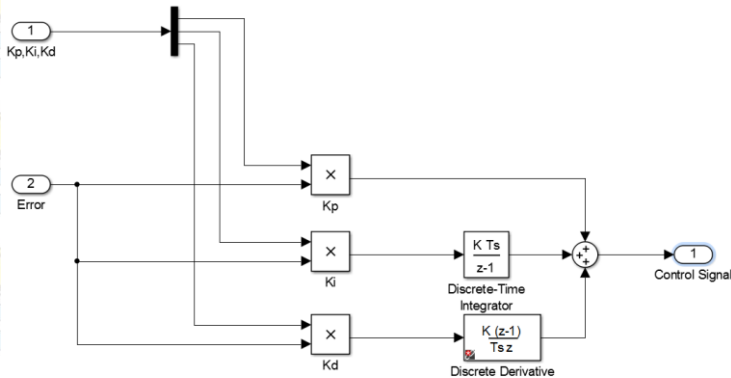 1
Kp,Ki,Kd
2
Error
×
Kp
×
Ki
K Ts
z-1
Discrete-Time
Integrator
×
Kd
K (z-1)
Ts z
Discrete Derivative
+
+
+
1
Control Signal